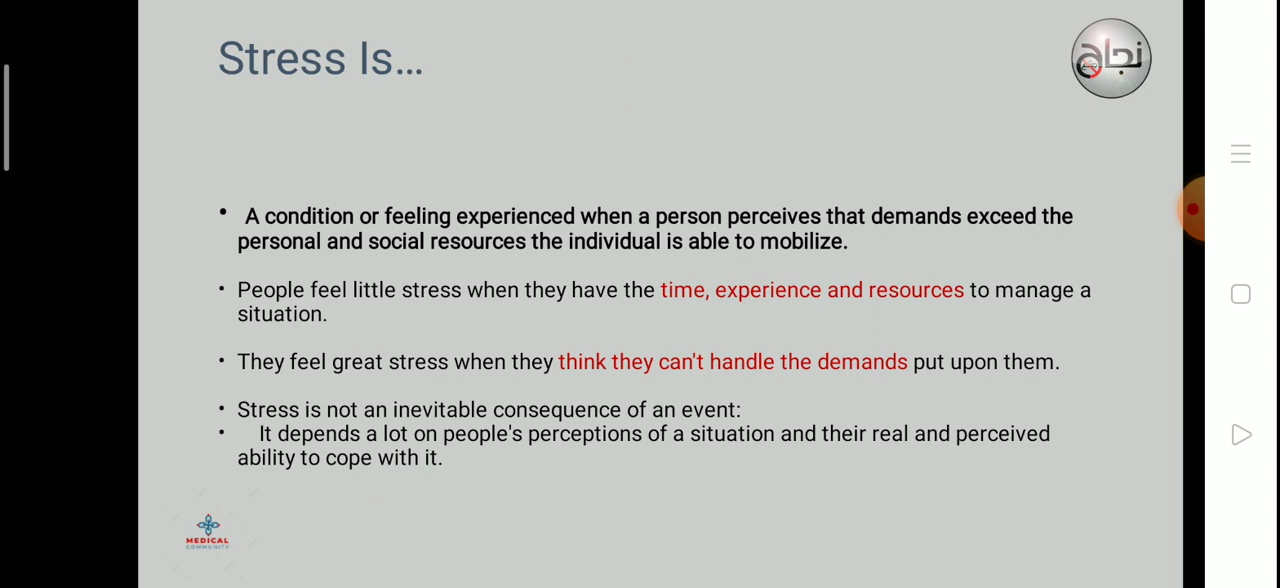 Stress Is...
• A condition or feeling experienced when a person perceives that demands exceed the
personal and social resources the individual is able to mobilize.
• People feel little stress when they have the time, experience and resources to manage a
situation.
• They feel great stress when they think they can't handle the demands put upon them.
• Stress is not an inevitable consequence of an event:
• It depends a lot on people's perceptions of a situation and their real and perceived
ability to cope with it.
MEDICAL
COMMUNITY